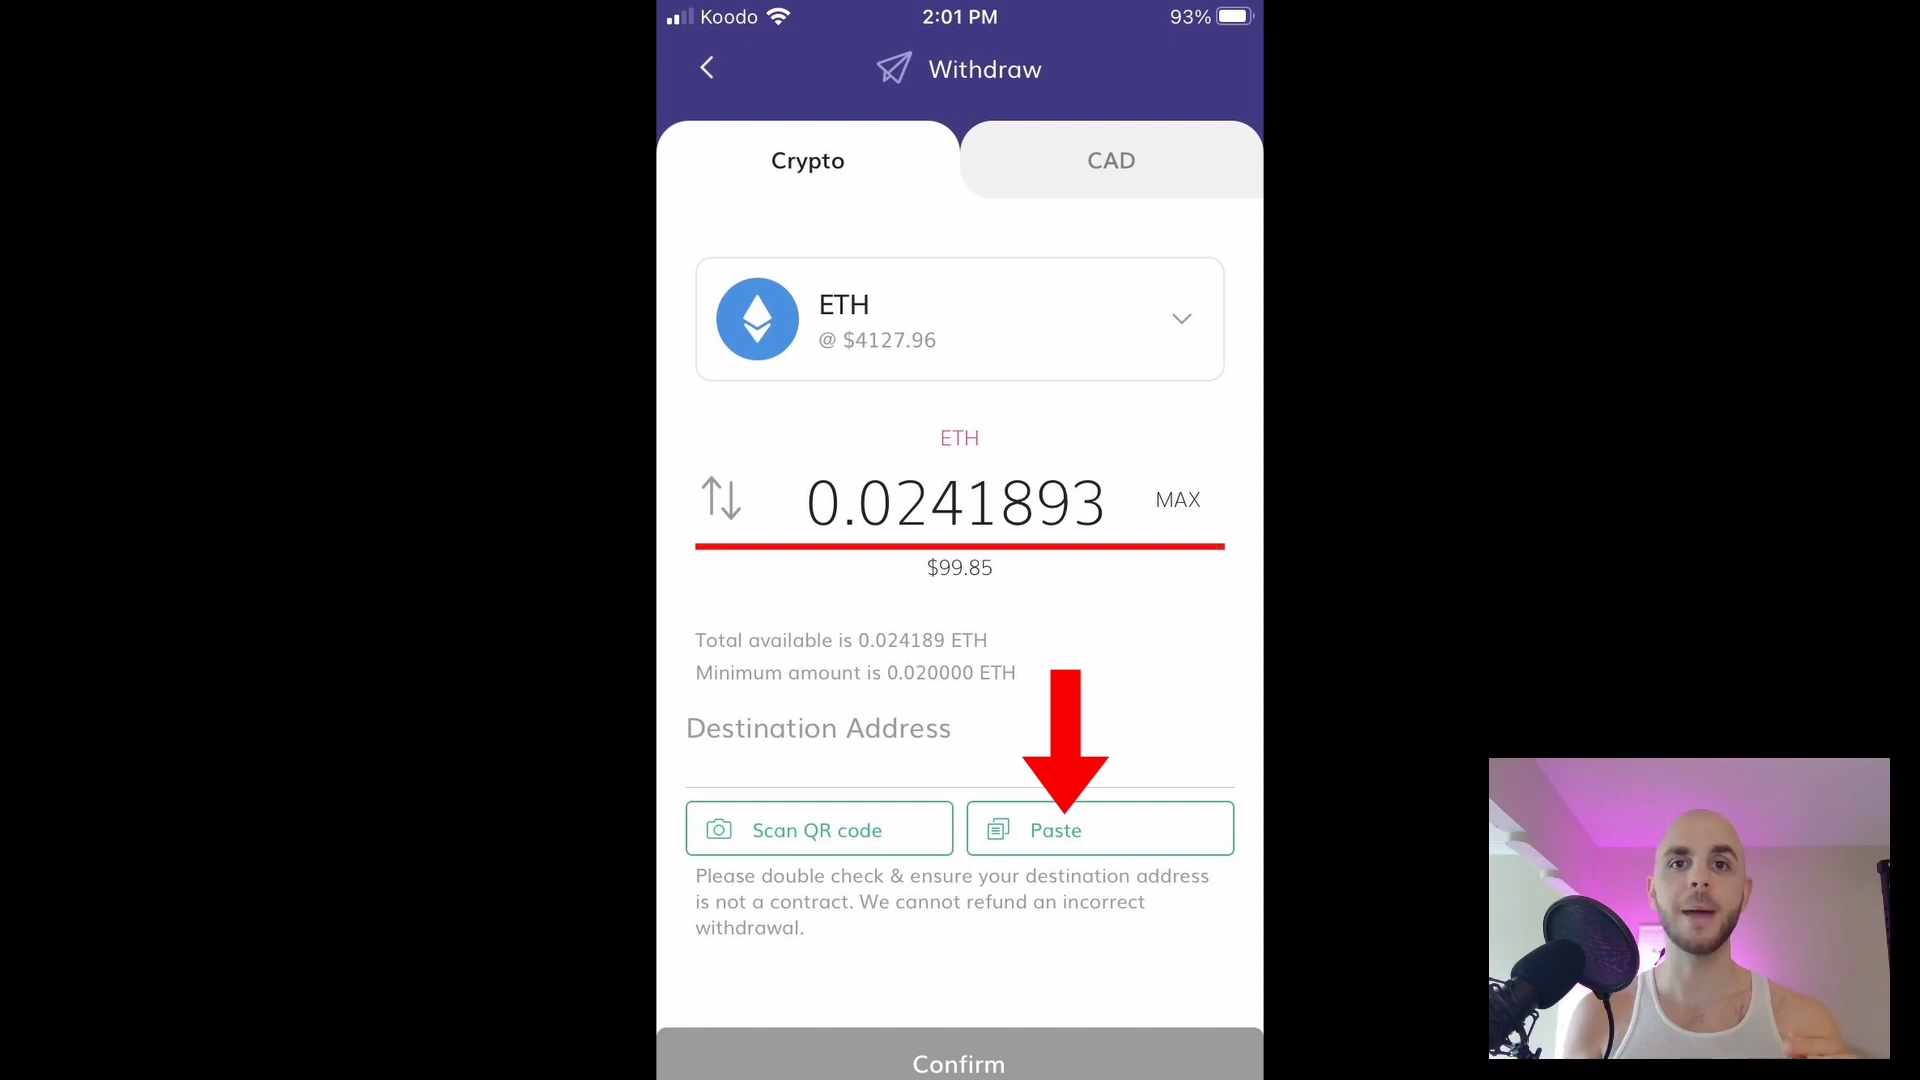 Koodo 2:01 PM 93%
Withdraw
Crypto CAD
ETH
@ $4127.96
ETH
0.0241893 MAX
$99.85
Total available is 0.024189 ETH
Minimum amount is 0.020000 ETH
Destination Address
Scan QR code Paste
Please double check & ensure your destination address
is not a contract. We cannot refund an incorrect
withdrawal.
Confirm